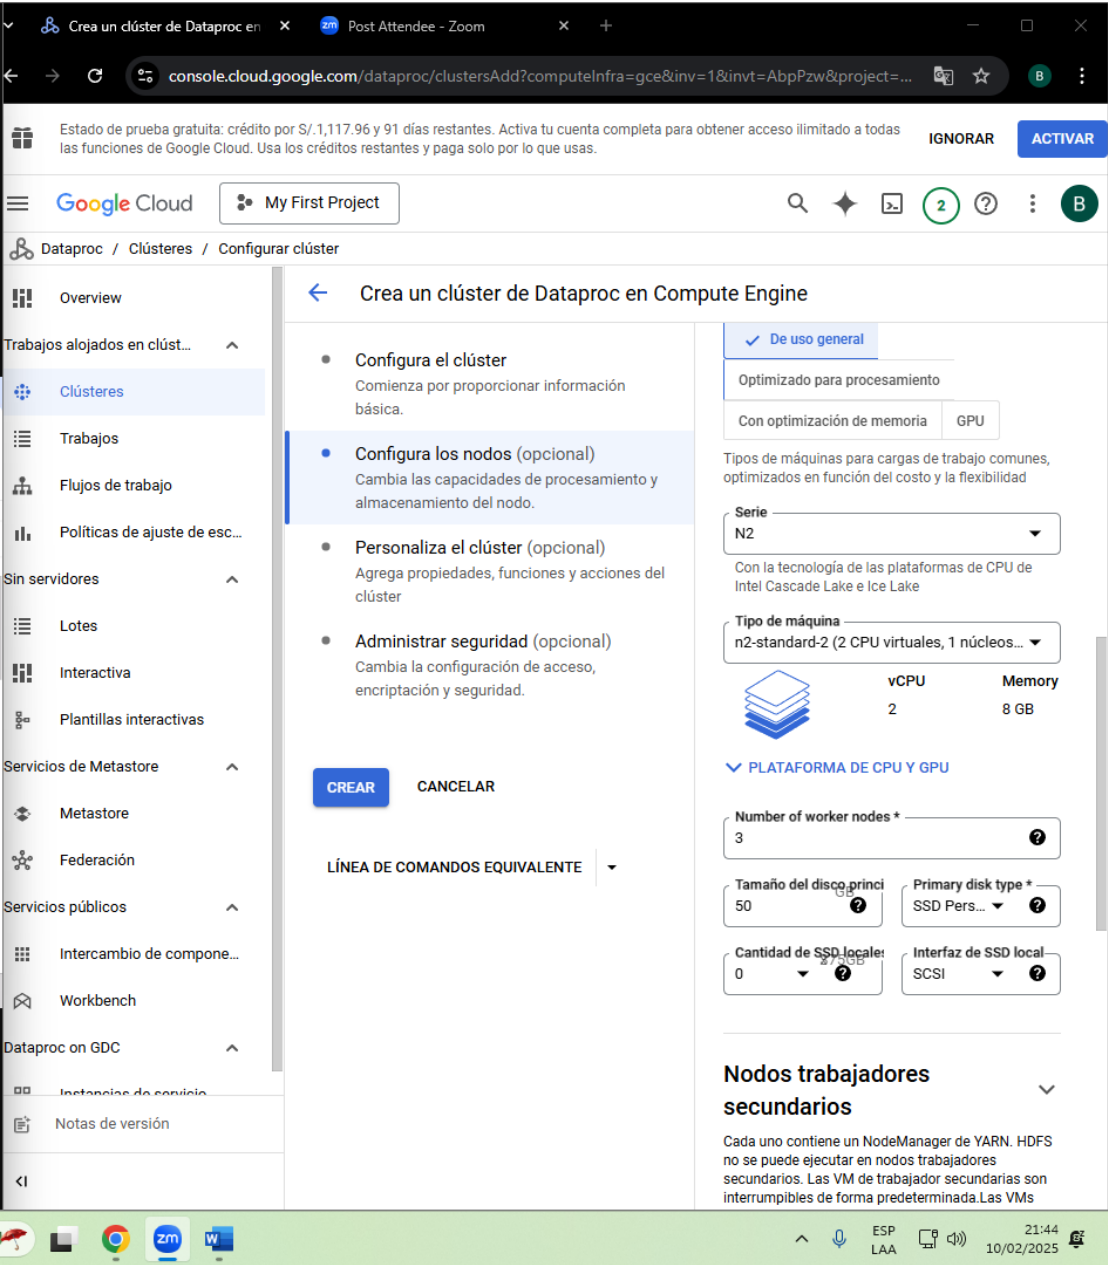 Crea un clúster de Dataproc en
Post Attendee - Zoom
console.cloud.google.com/dataproc/clustersAdd?computeInfra=gce&inv=1&invt=AbpPzw&project=...
B
Estado de prueba gratuita: crédito por S/.1,117.96 y 91 días restantes. Activa tu cuenta completa para obtener acceso ilimitado a todas
las funciones de Google Cloud. Usa los créditos restantes y paga solo por lo que usas.
IGNORAR
ACTIVAR
Google Cloud
My First Project
2
B
Dataproc / Clústeres / Configurar clúster
Overview
Trabajos alojados en clúst...
Clústeres
Trabajos
Flujos de trabajo
Políticas de ajuste de esc...
Sin servidores
Lotes
Interactiva
Plantillas interactivas
Servicios de Metastore
Metastore
Federación
Servicios públicos
Intercambio de compone...
Workbench
Dataproc on GDC
Instancias de servicio
Notas de versión
Crea un clúster de Dataproc en Compute Engine
Configura el clúster
Comienza por proporcionar información
básica.
Configura los nodos (opcional)
Cambia las capacidades de procesamiento y
almacenamiento del nodo.
Personaliza el clúster (opcional)
Agrega propiedades, funciones y acciones del
clúster
Administrar seguridad (opcional)
Cambia la configuración de acceso,
encriptación y seguridad.
CREAR
CANCELAR
LÍNEA DE COMANDOS EQUIVALENTE
De uso general
Optimizado para procesamiento
Con optimización de memoria
GPU
Tipos de máquinas para cargas de trabajo comunes,
optimizados en función del costo y la flexibilidad
Serie
N2
Con la tecnología de las plataformas de CPU de
Intel Cascade Lake e Ice Lake
Tipo de máquina
n2-standard-2 (2 CPU virtuales, 1 núcleos...
vCPU
Memory
2
8 GB
PLATAFORMA DE CPU Y GPU
Number of worker nodes *
3
Tamaño del disco princi
GB
50
Primary disk type *
SSD Pers...
Cantidad de SSD locales
0
Interfaz de SSD local
SCSI
Nodos trabajadores
secundarios
Cada uno contiene un NodeManager de YARN. HDFS
no se puede ejecutar en nodos trabajadores
secundarios. Las VM de trabajador secundarias son
interrumpibles de forma predeterminada.Las VMs
zm
W
ESP
LAA
21:44
10/02/2025